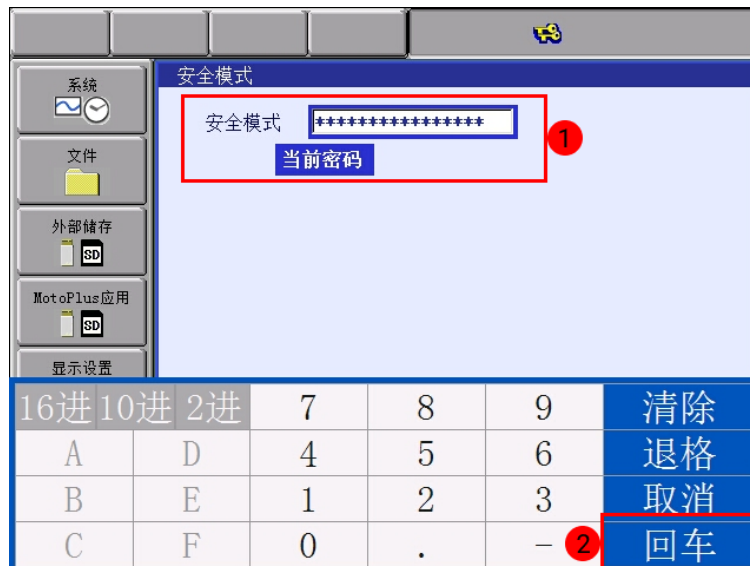 安全模式
系统
安全模式 ****************
1
当前密码
文件
外部储存
SD
MotoPlus应用
SD
显示设置
16进 10进 2进 7 8 9 清除
A D 4 5 6 退格
B E 1 2 3 取消
C F 0 . - 2 回车